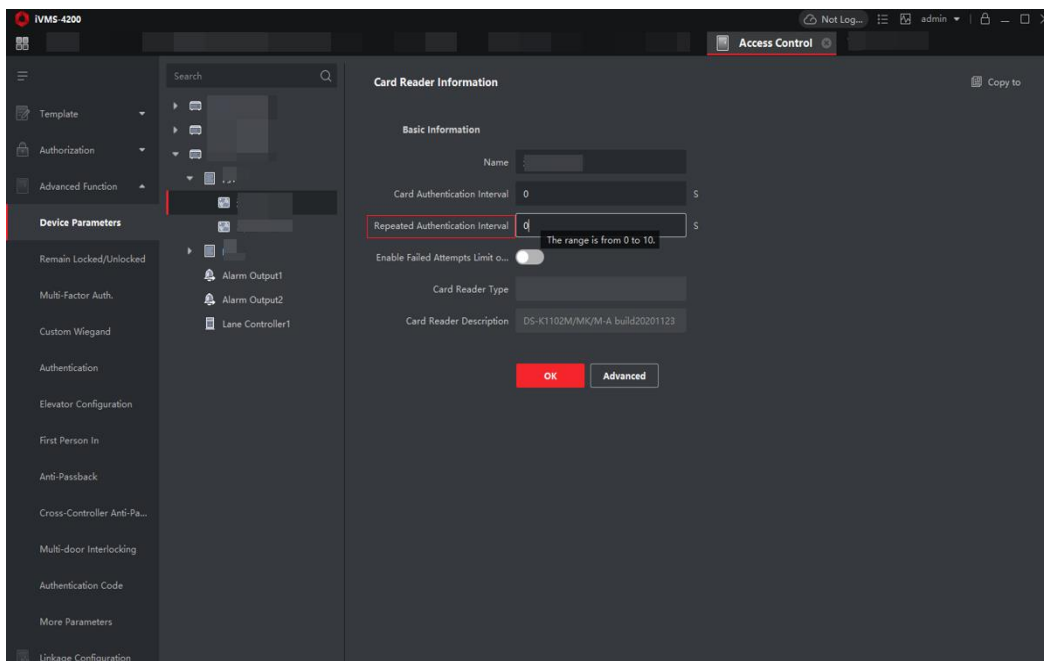 iVMS-4200
Not Log...
admin
Access Control
Search
Card Reader Information
Copy to
Template
Basic Information
Authorization
Name
Advanced Function
Card Authentication Interval 0 S
Device Parameters
Repeated Authentication Interval 0 S
The range is from 0 to 10.
Remain Locked/Unlocked
Enable Failed Attempts Limit o...
Alarm Output1
Multi-Factor Auth.
Card Reader Type
Alarm Output2
Custom Wiegand
Lane Controller1
Card Reader Description DS-K1102M/MK/M-A build20201123
Authentication
OK Advanced
Elevator Configuration
First Person In
Anti-Passback
Cross-Controller Anti-Pa...
Multi-door Interlocking
Authentication Code
More Parameters
Linkage Configuration